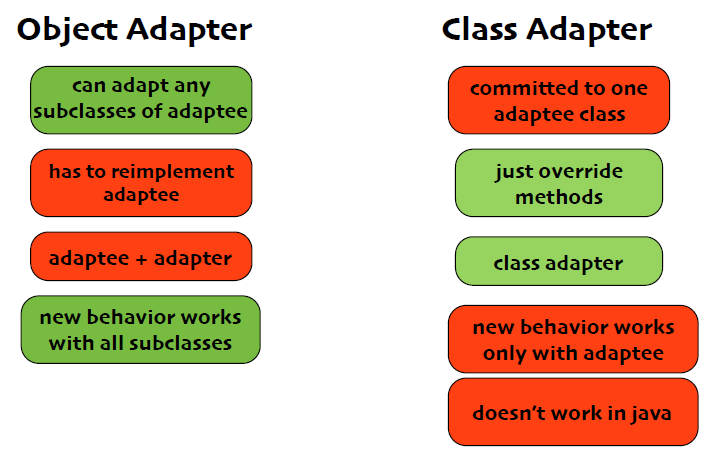 Object Adapter
can adapt any
subclasses of adaptee
has to reimplement
adaptee
adaptee + adapter
new behavior works
with all subclasses
Class Adapter
committed to one
adaptee class
just override
methods
class adapter
new behavior works
only with adaptee
doesn't work in java